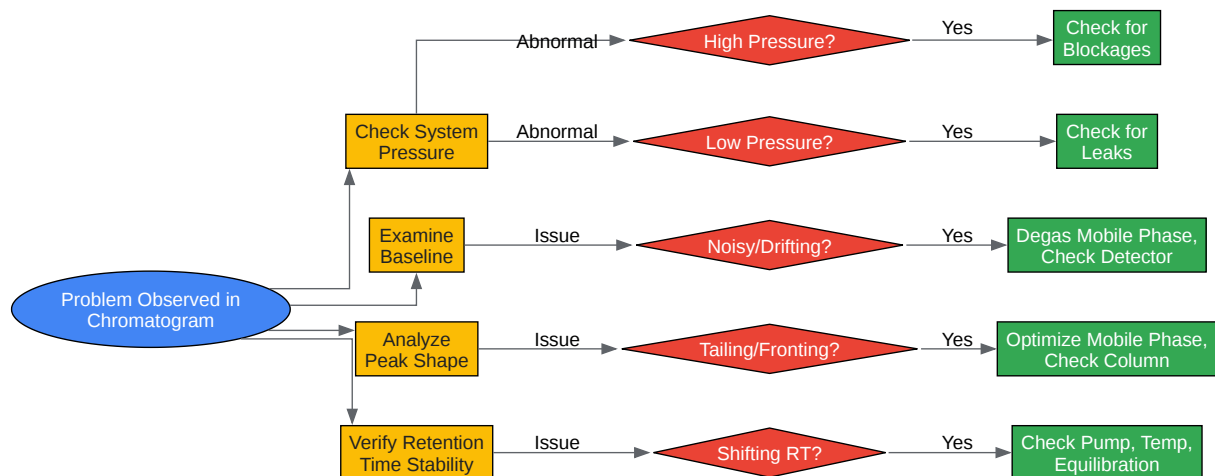 Abnormal
High Pressure?
Yes
Check for
Blockages
Check System
Pressure
Abnormal
Low Pressure?
Yes
Check for
Leaks
Examine
Baseline
Issue
Noisy/Drifting?
Yes
Degas Mobile Phase,
Check Detector
Problem Observed in
Chromatogram
Analyze
Peak Shape
Issue
Tailing/Fronting?
Yes
Optimize Mobile Phase,
Check Column
Verify Retention
Time Stability
Issue
Shifting RT?
Yes
Check Pump, Temp,
Equilibration